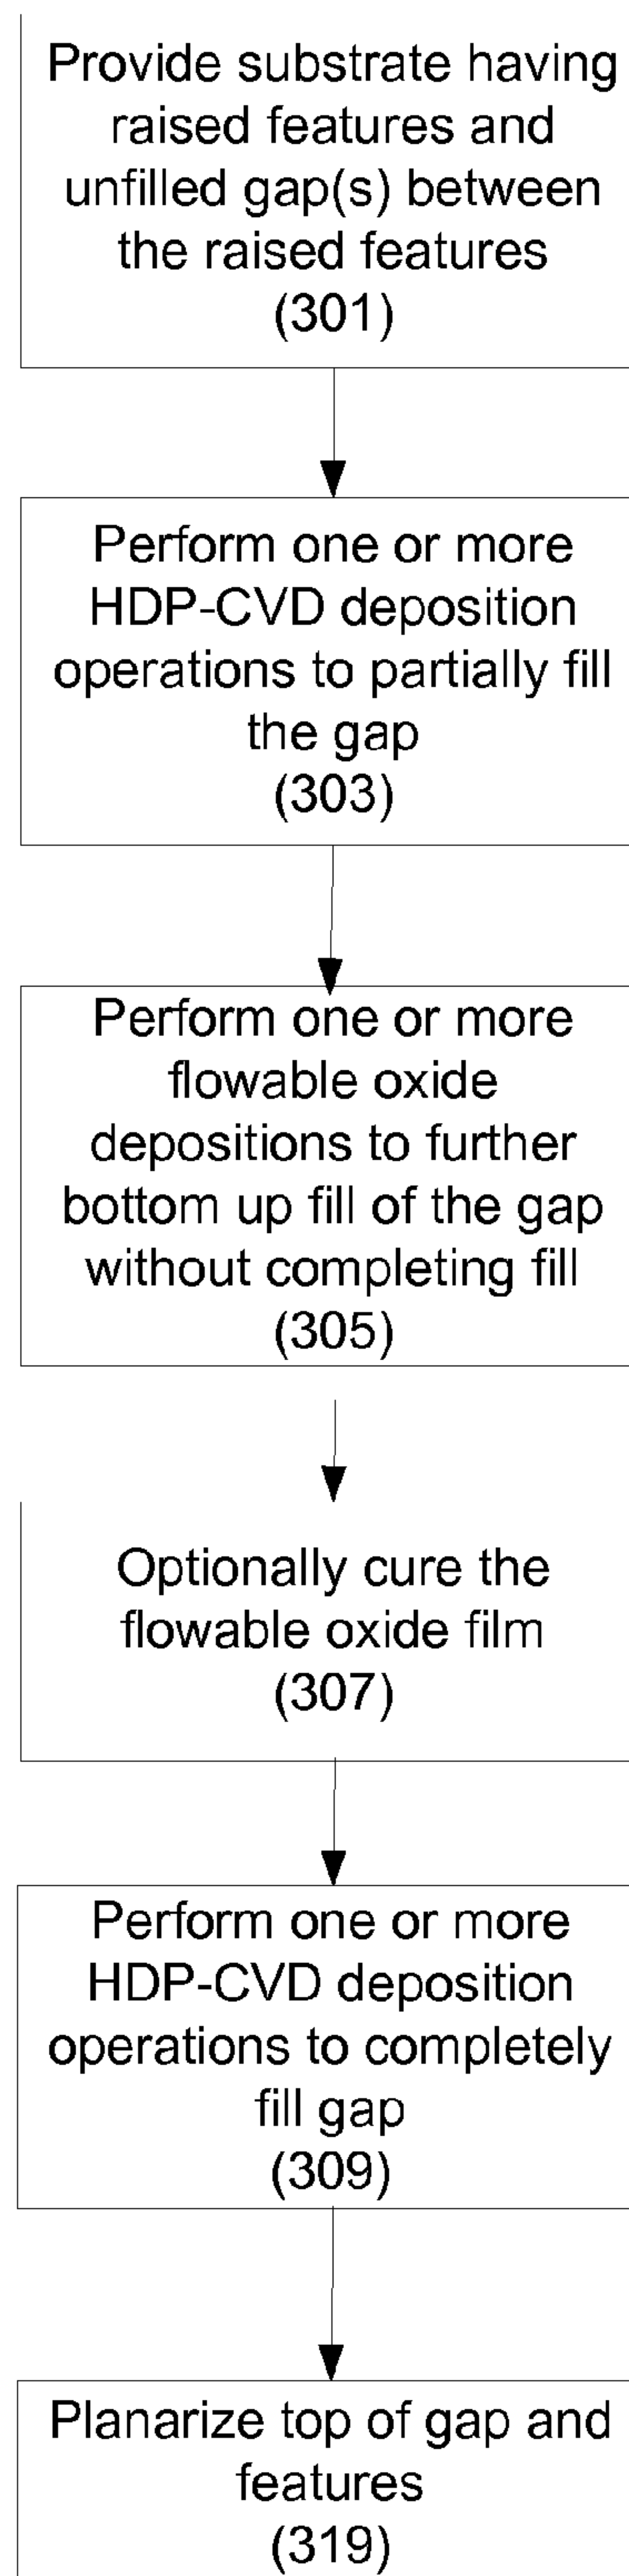 Provide substrate having
raised features and
unfilled gap(s) between
the raised features
(301)
Perform one or more
HDP-CVD deposition
operations to partially fill
the gap
(303)
Perform one or more
flowable oxide
depositions to further
bottom up fill of the gap
without completing fill
(305)
Optionally cure the
flowable oxide film
(307)
Perform one or more
HDP-CVD deposition
operations to completely
fill gap
(309)
Planarize top of gap and
features
(319)